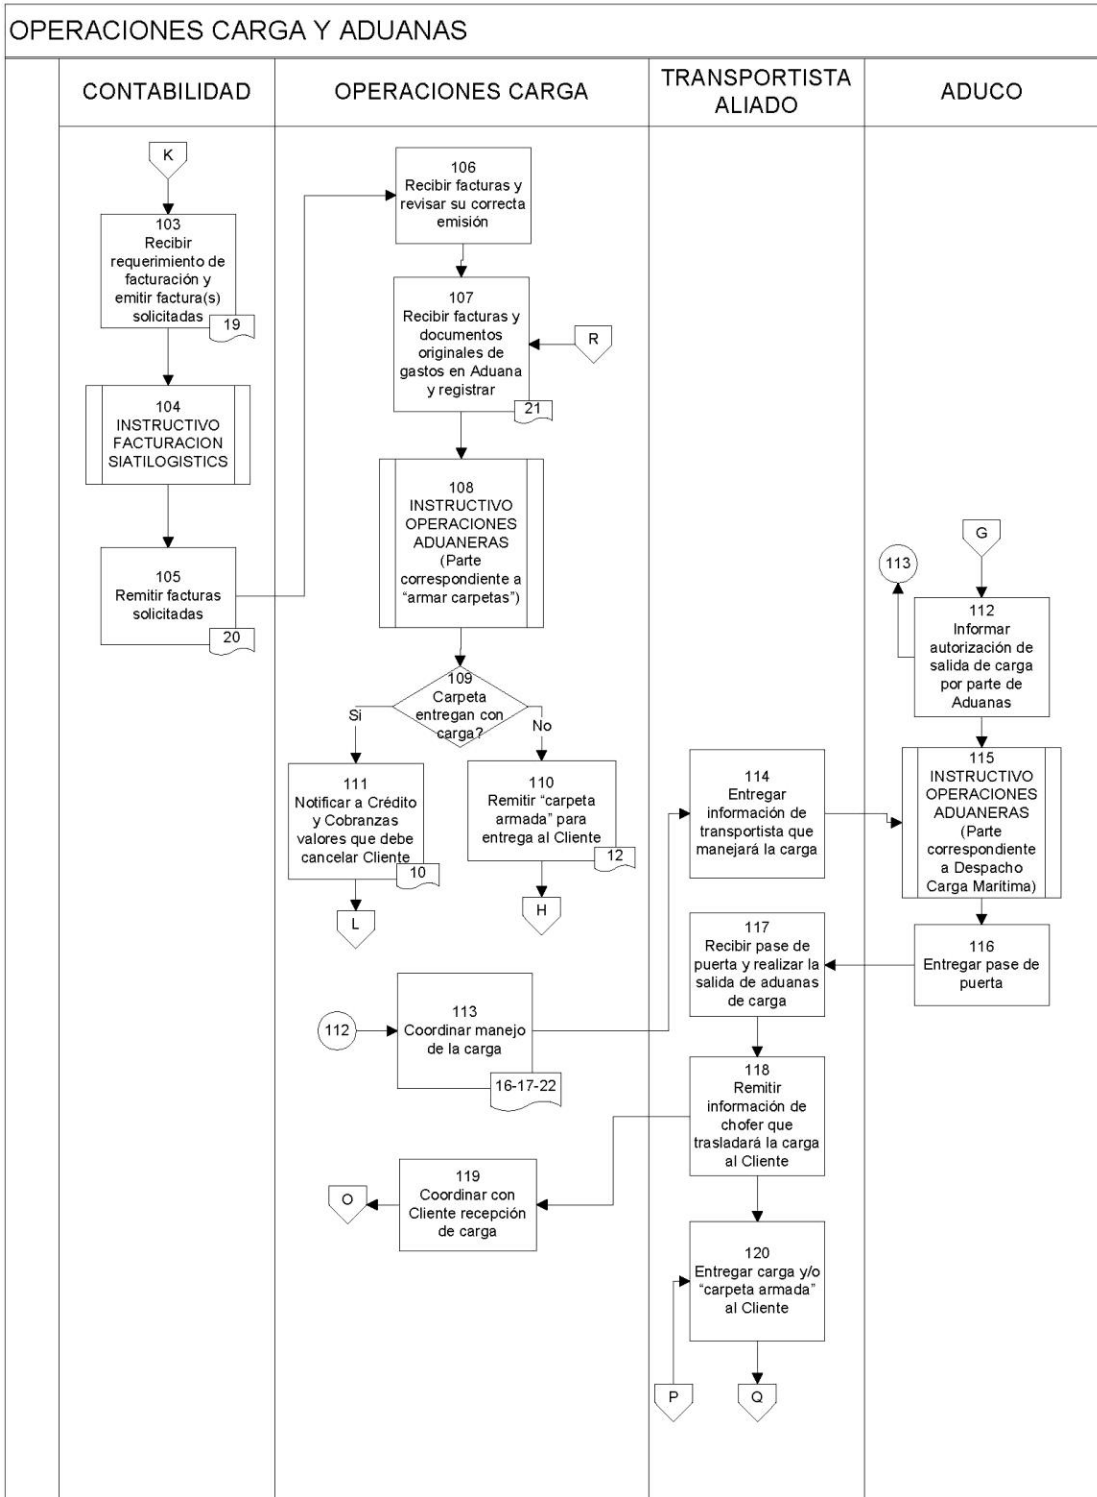 OPERACIONES CARGA Y ADUANAS
CONTABILIDAD
OPERACIONES CARGA
TRANSPORTISTA
ALIADO
ADUCO
K
103
Recibir
requerimiento de
facturación y
emitir factura(s)
solicitadas
19
104
INSTRUCTIVO
FACTURACION
SIATILOGISTICS
105
Remitir facturas
solicitadas
20
106
Recibir facturas y
revisar su correcta
emisión
107
Recibir facturas y
documentos
originales de
gastos en Aduana
y registrar
21
R
108
INSTRUCTIVO
OPERACIONES
ADUANERAS
(Parte
correspondiente a
“armar carpetas”)
109
Carpeta
entregan con
carga?
Si
No
111
Notificar a Crédito
y Cobranzas
valores que debe
cancelar Cliente
10
L
110
Remitir “carpeta
armada” para
entrega al Cliente
12
H
112
113
Coordinar manejo
de la carga
16-17-22
119
Coordinar con
Cliente recepción
de carga
O
114
Entregar
información de
transportista que
manejará la carga
117
Recibir pase de
puerta y realizar la
salida de aduanas
de carga
118
Remitir
información de
chofer que
trasladará la carga
al Cliente
120
Entregar carga y/o
“carpeta armada”
al Cliente
P
Q
G
113
112
Informar
autorización de
salida de carga
por parte de
Aduanas
115
INSTRUCTIVO
OPERACIONES
ADUANERAS
(Parte
correspondiente
a Despacho
Carga Marítima)
116
Entregar pase de
puerta